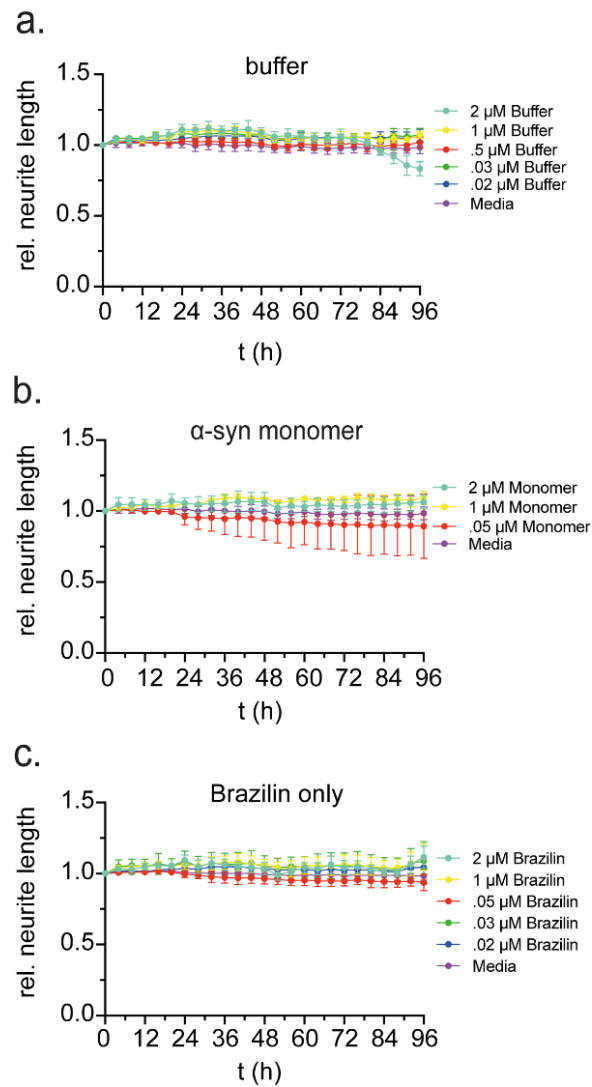 a.
buffer
rel. neurite length
1.5
1.0
0.5
0.0
0 12 24 36 48 60 72 84 96
t (h)
2 µM Buffer
1 µM Buffer
.5 µM Buffer
.03 µM Buffer
.02 µM Buffer
Media
b.
α-syn monomer
rel. neurite length
1.5
1.0
0.5
0.0
0 12 24 36 48 60 72 84 96
t (h)
2 µM Monomer
1 µM Monomer
.05 µM Monomer
Media
c.
Brazilin only
rel. neurite length
1.5
1.0
0.5
0.0
0 12 24 36 48 60 72 84 96
t (h)
2 µM Brazilin
1 µM Brazilin
.05 µM Brazilin
.03 µM Brazilin
.02 µM Brazilin
Media